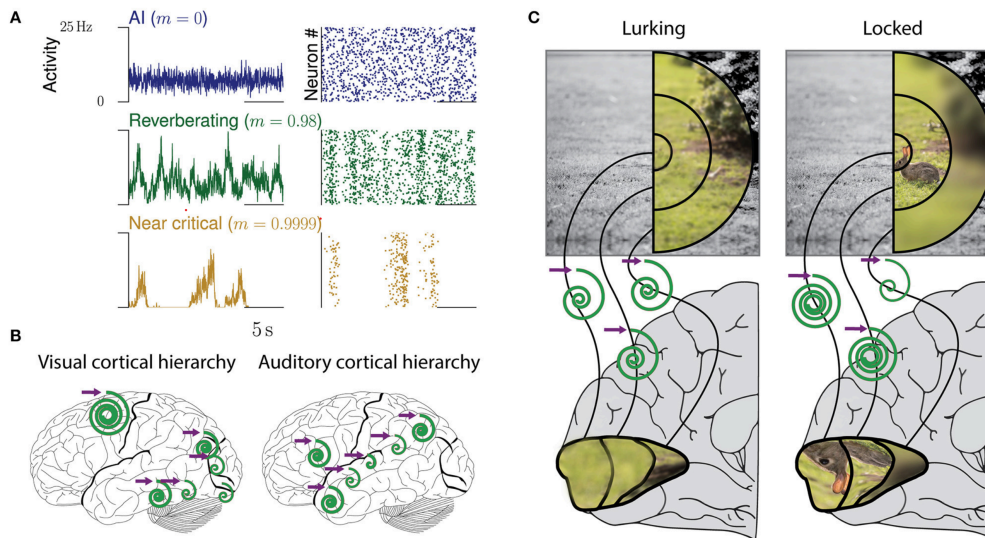 A
AI (m = 0)
25 Hz
Activity
0
Neuron #
Reverberating (m = 0.98)
Near critical (m = 0.9999)
5 s
B
Visual cortical hierarchy
Auditory cortical hierarchy
C
Lurking
Locked